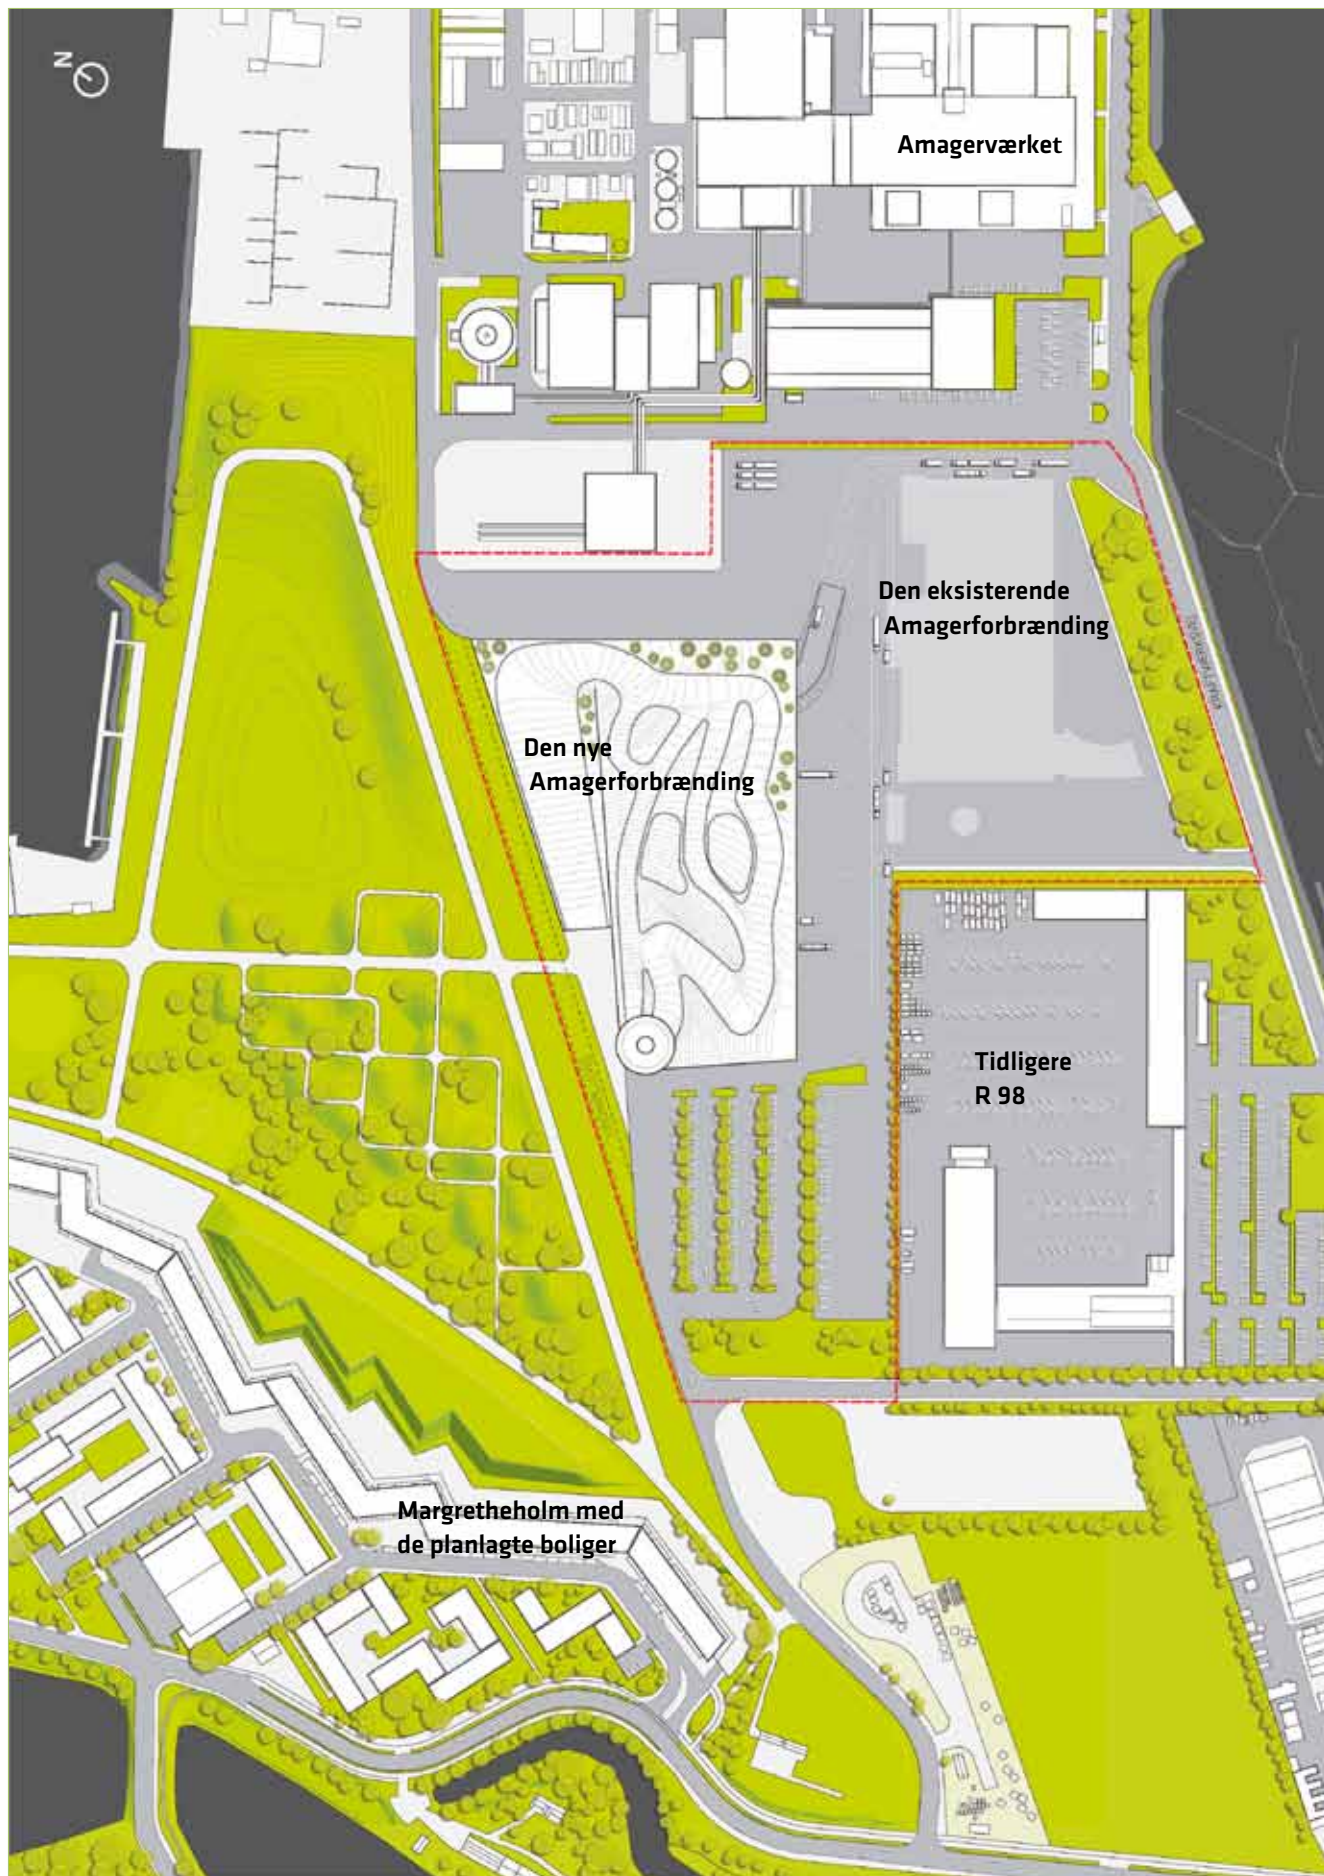 N
Amagerværket
Den eksisterende
Amagerforbrænding
Den nye
Amagerforbrænding
Tidligere
R 98
Margretheholm med
de planlagte boliger